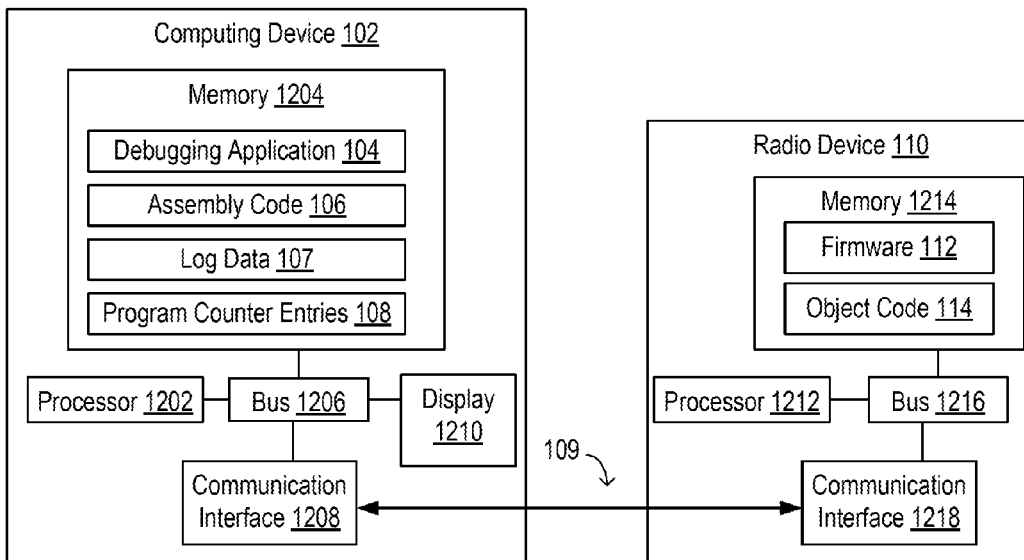 Computing Device 102
Memory 1204
Debugging Application 104
Assembly Code 106
Log Data 107
Program Counter Entries 108
Processor 1202
Bus 1206
Display
1210
Communication
Interface 1208
109
Radio Device 110
Memory 1214
Firmware 112
Object Code 114
Processor 1212
Bus 1216
Communication
Interface 1218